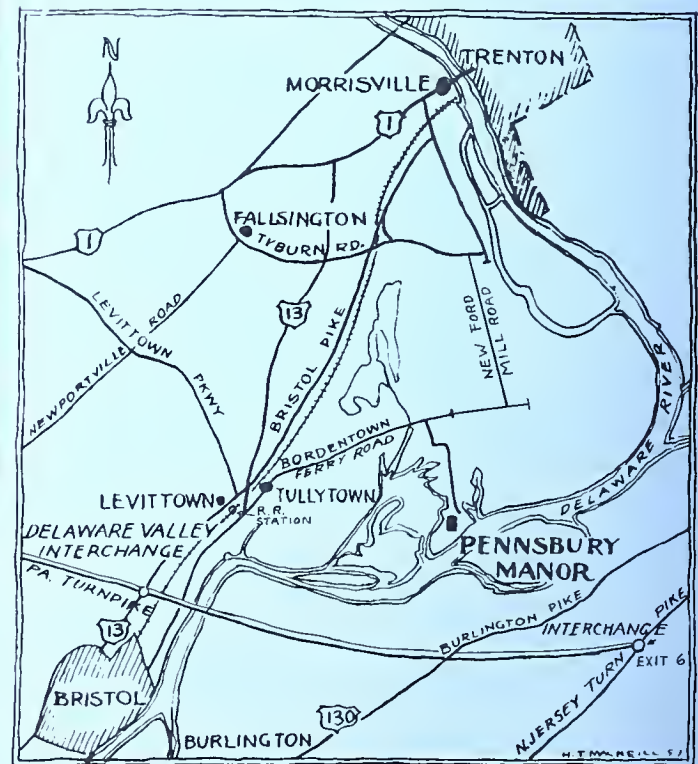 N
TRENTON
MORRISVILLE
1
FALLSINGTON
TYBURN RD.
1
LEVITTOWN
PKWY
NEWPORTVILLE ROAD
13
BRISTOL PIKE
NEW FORD
MILL ROAD
DELAWARE RIVER
BORDENTOWN
FERRY ROAD
LEVITTOWN
TULLYTOWN
R.R.
STATION
DELAWARE VALLEY
INTERCHANGE
PENNSBURY
MANOR
PA. TURNPIKE
13
BURLINGTON PIKE
INTERCHANGE
EXIT 6
BRISTOL
BURLINGTON
130
N. JERSEY TURN PIKE